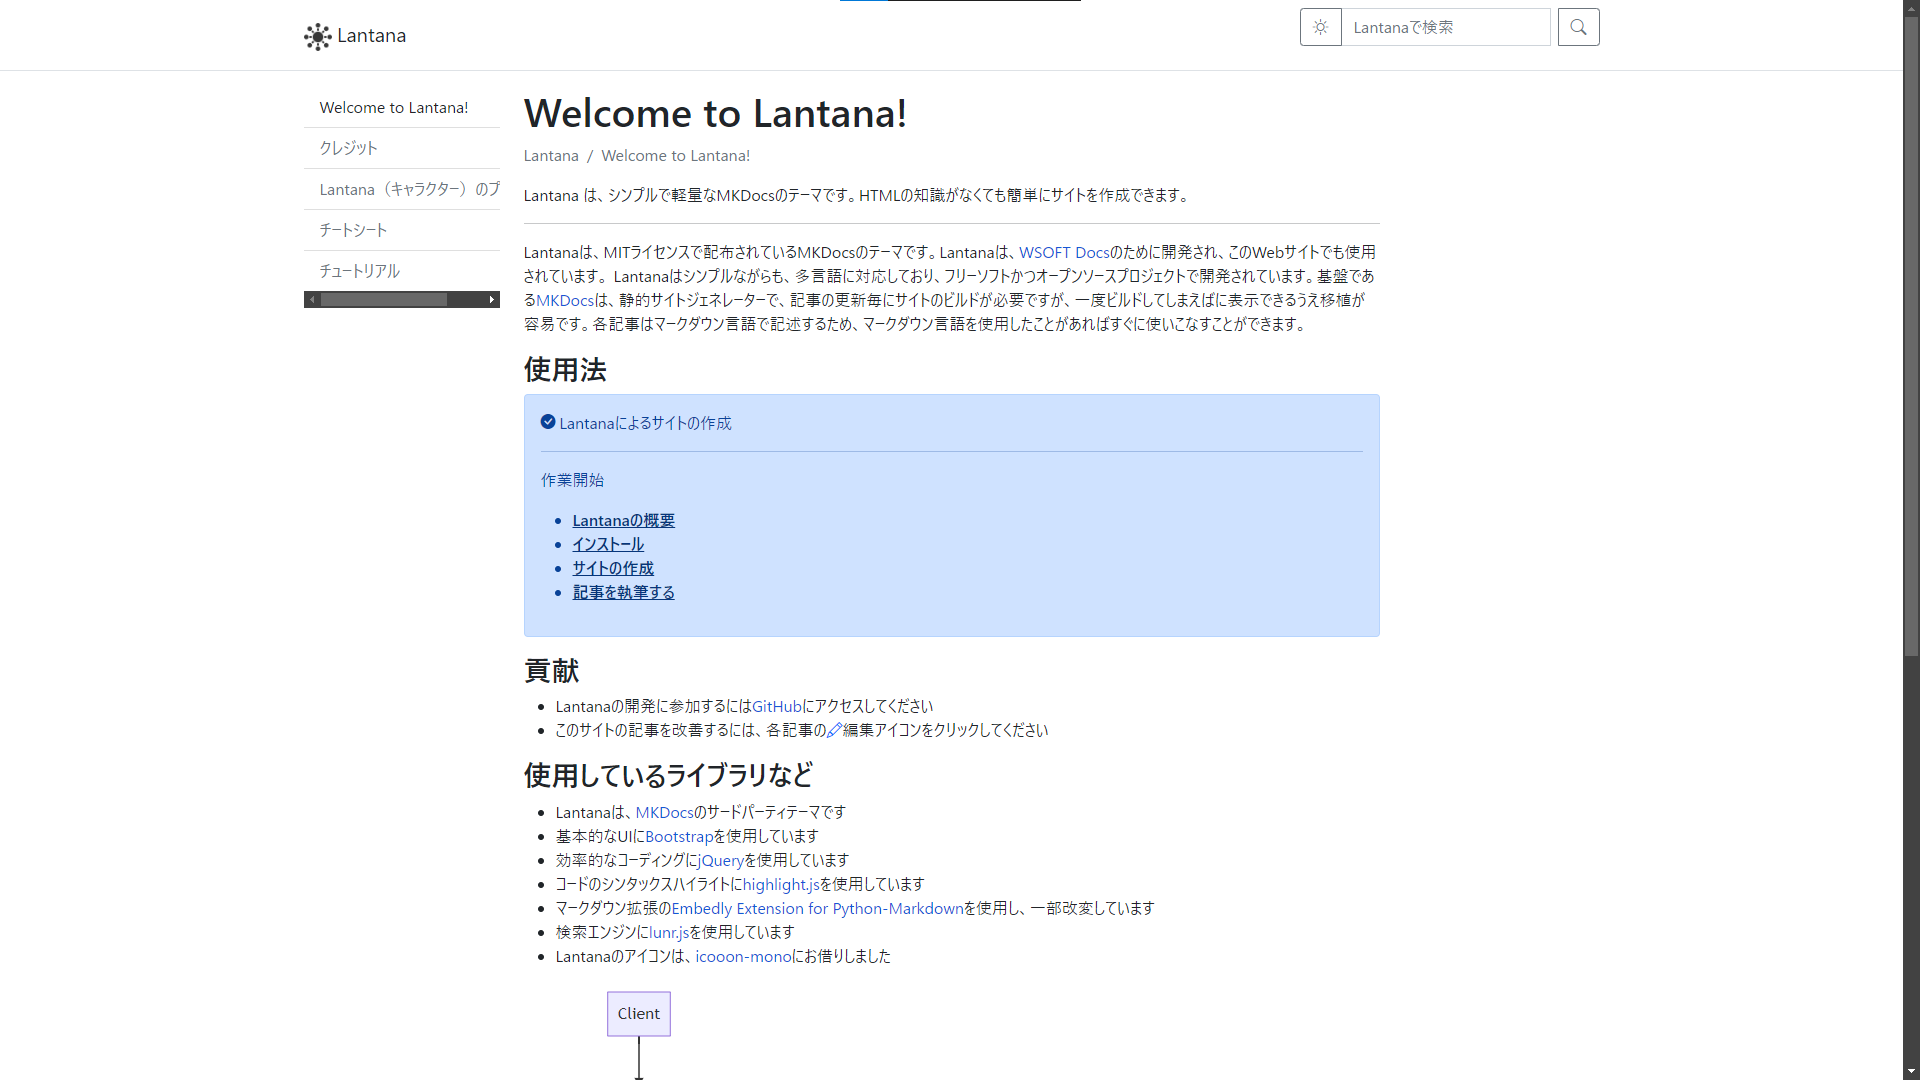 Lantana
Lantanaで検索
Welcome to Lantana!
クレジット
Lantana（キャラクター）のプ
チートシート
チュートリアル
Welcome to Lantana!
Lantana / Welcome to Lantana!
Lantana は、シンプルで軽量なMKDocsのテーマです。HTMLの知識がなくても簡単にサイトを作成できます。
Lantanaは、MITライセンスで配布されているMKDocsのテーマです。Lantanaは、WSOFT Docsのために開発され、このWebサイトでも使用
されています。 Lantanaはシンプルながらも、多言語に対応しており、フリーソフトかつオープンソースプロジェクトで開発されています。基盤であ
るMKDocsは、静的サイトジェネレーターで、記事の更新毎にサイトのビルドが必要ですが、一度ビルドしてしまえばに表示できるうえ移植が
容易です。各記事はマークダウン言語で記述するため、マークダウン言語を使用したことがあればすぐに使いこなすことができます。
使用法
Lantanaによるサイトの作成
作業開始
Lantanaの概要
インストール
サイトの作成
記事を執筆する
貢献
Lantanaの開発に参加するにはGitHubにアクセスしてください
このサイトの記事を改善するには、各記事の編集アイコンをクリックしてください
使用しているライブラリなど
Lantanaは、MKDocsのサードパーティテーマです
基本的なUIにBootstrapを使用しています
効率的なコーディングにjQueryを使用しています
コードのシンタックスハイライトにhighlight.jsを使用しています
マークダウン拡張のEmbedly Extension for Python-Markdownを使用し、一部改変しています
検索エンジンにlunr.jsを使用しています
Lantanaのアイコンは、icooon-monoにお借りしました
Client